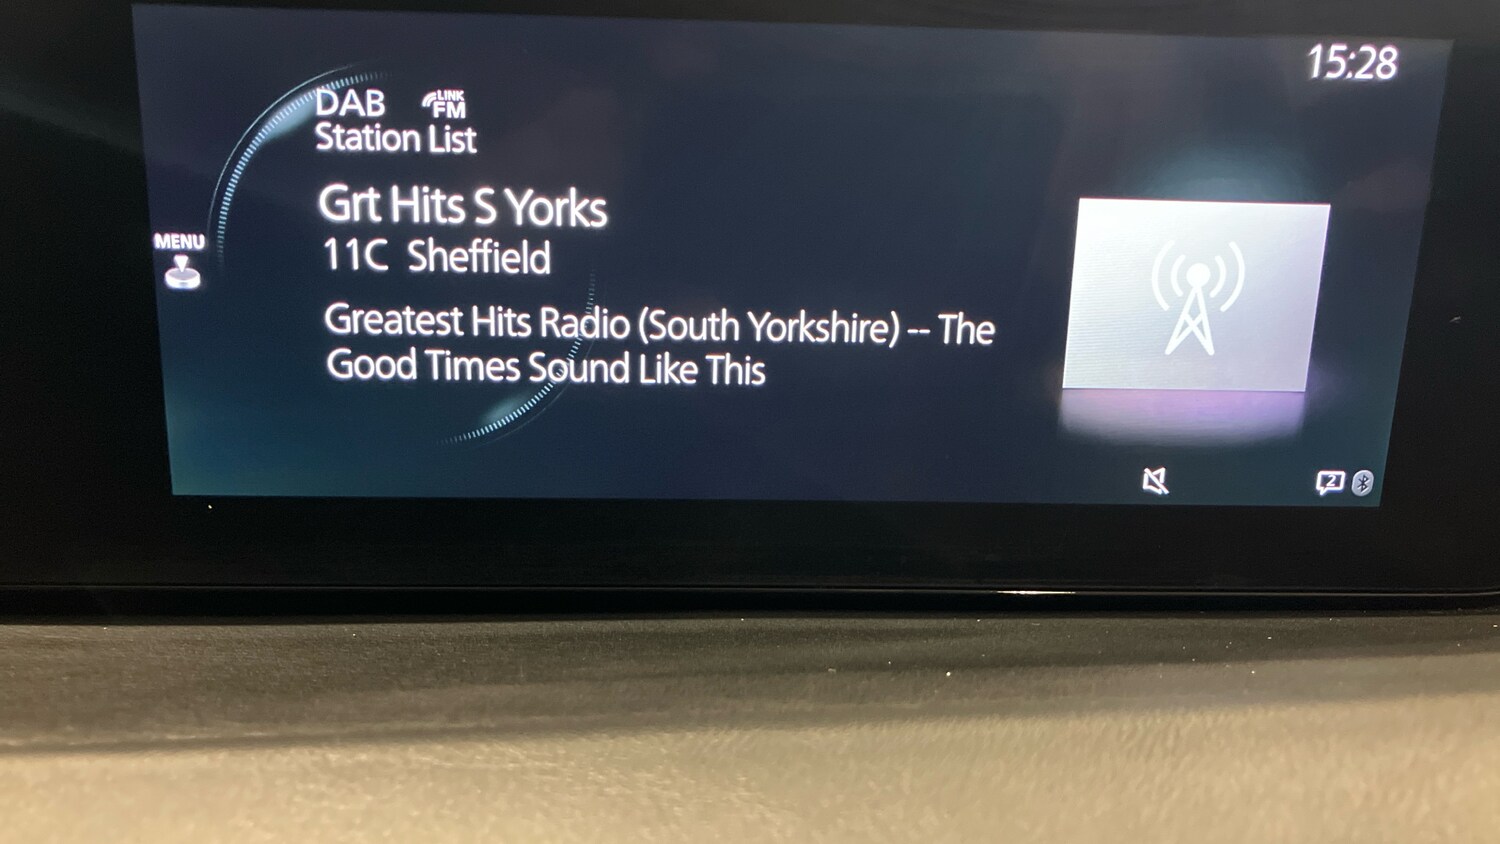 15:28
DAB LINK FM
Station List
Grt Hits S Yorks
MENU
11C Sheffield
Greatest Hits Radio (South Yorkshire) -- The
Good Times Sound Like This
2